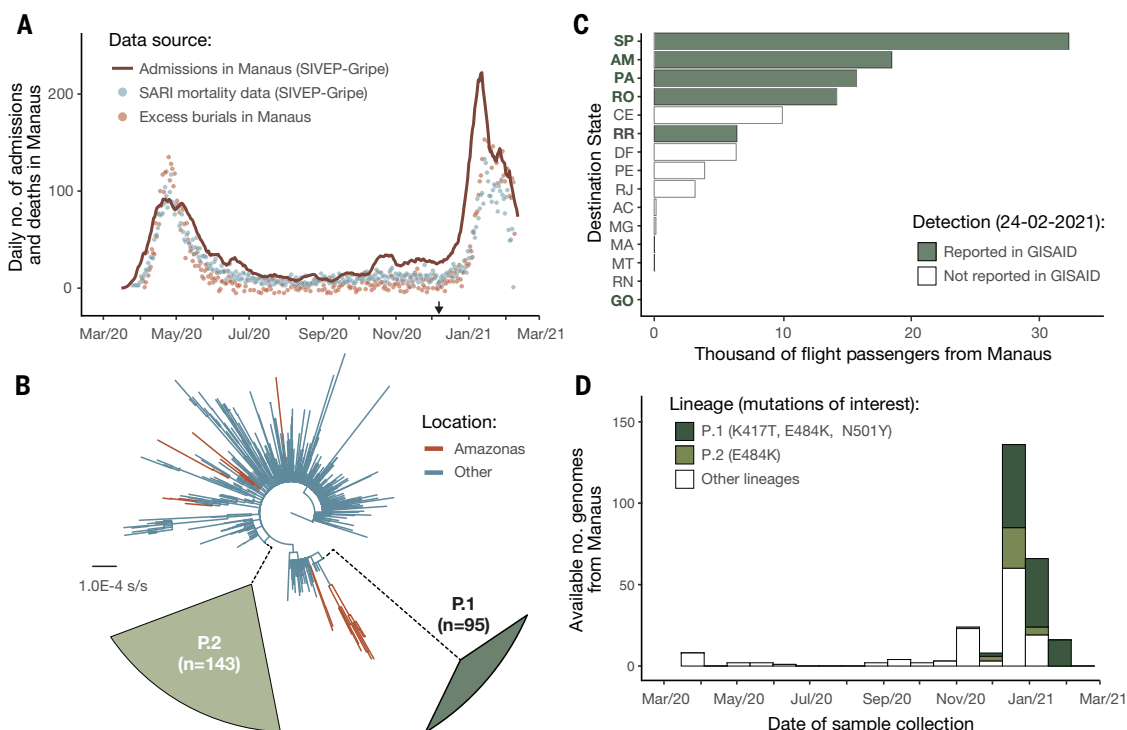 A
Data source:
Admissions in Manaus (SIVEP-Gripe)
SARI mortality data (SIVEP-Gripe)
Excess burials in Manaus
Daily no. of admissions
and deaths in Manaus
200
100
0
Mar/20 May/20 Jul/20 Sep/20 Nov/20 Jan/21 Mar/21
B
Location:
Amazonas
Other
1.0E-4 s/s
P.2
(n=143)
P.1
(n=95)
C
Destination State
SP
AM
PA
RO
CE
RR
DF
PE
RJ
AC
MG
MA
MT
RN
GO
Detection (24-02-2021):
Reported in GISAID
Not reported in GISAID
0 10 20 30
Thousand of flight passengers from Manaus
D
Lineage (mutations of interest):
P.1 (K417T, E484K, N501Y)
P.2 (E484K)
Other lineages
Available no. genomes
from Manaus
150
100
50
0
Mar/20 May/20 Jul/20 Sep/20 Nov/20 Jan/21 Mar/21
Date of sample collection